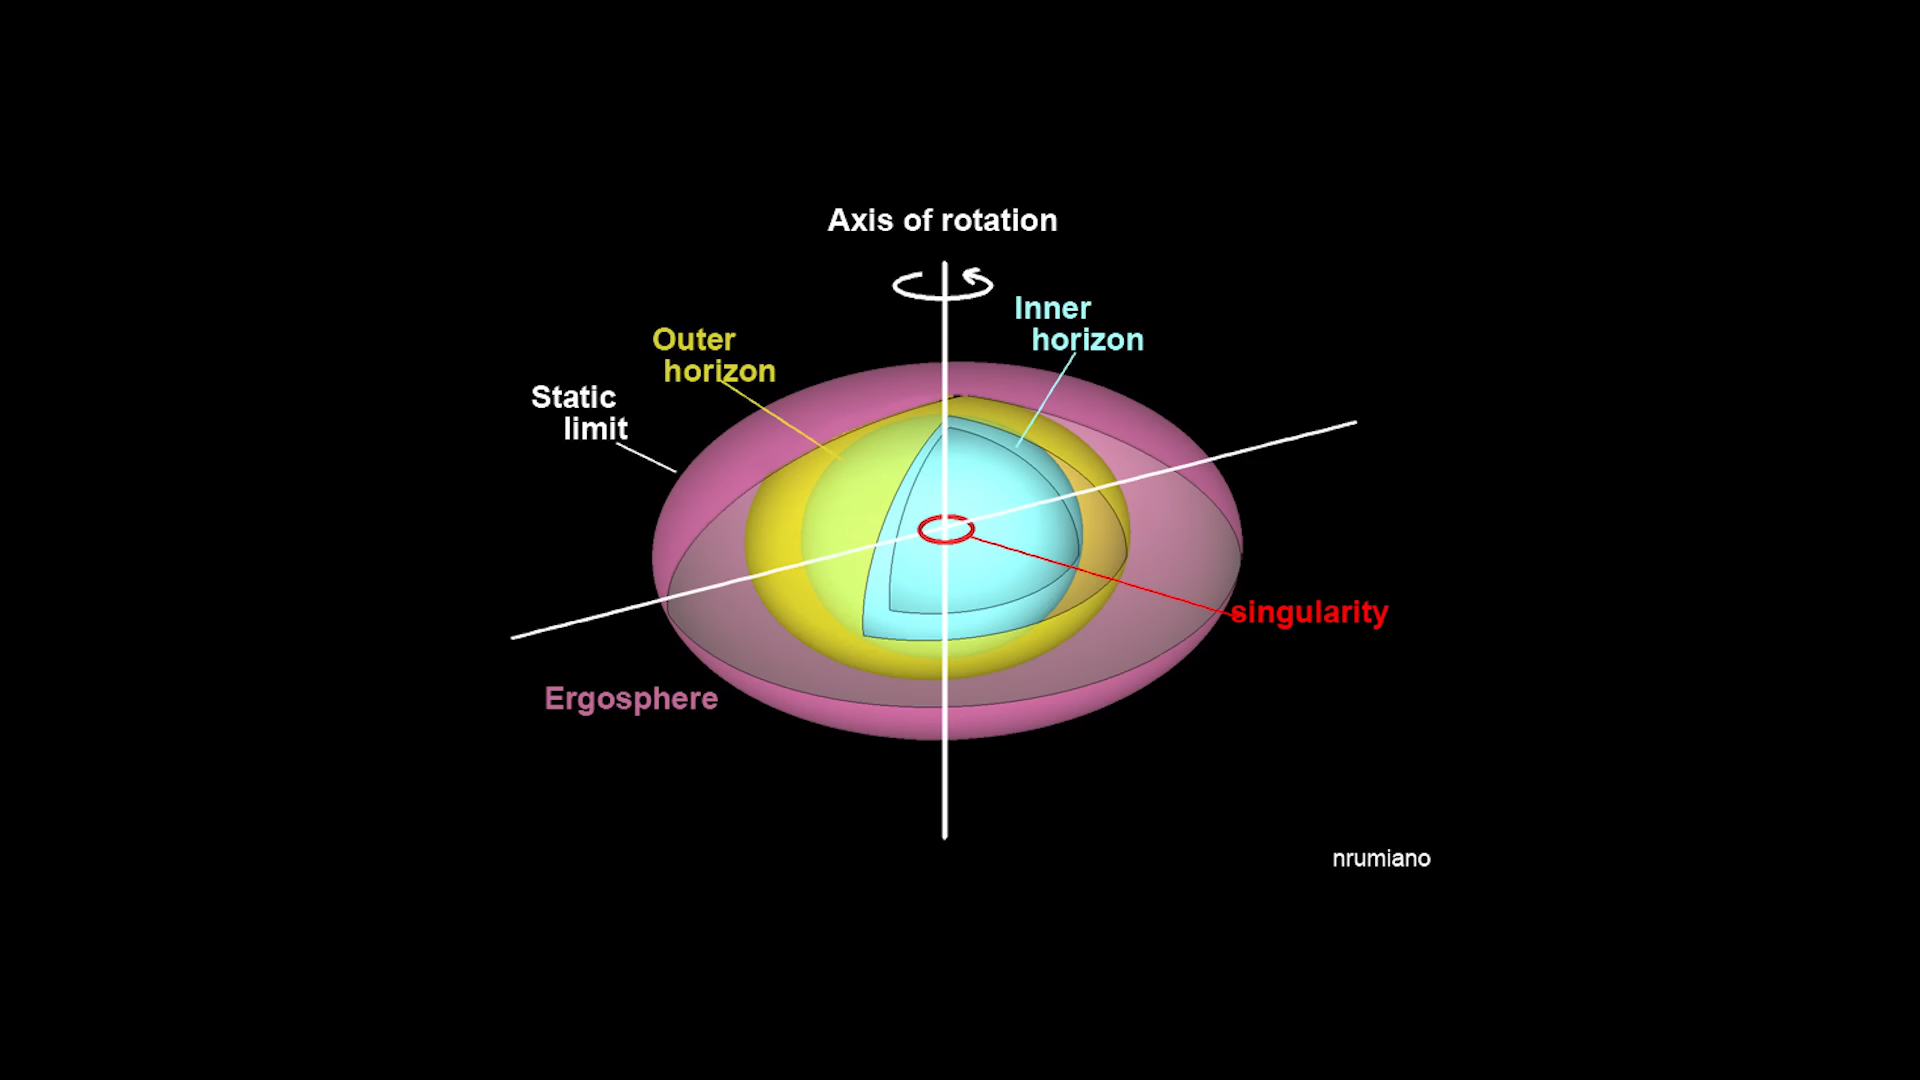 Axis of rotation
Inner
horizon
Outer
horizon
Static
limit
singularity
Ergosphere
nrumiano